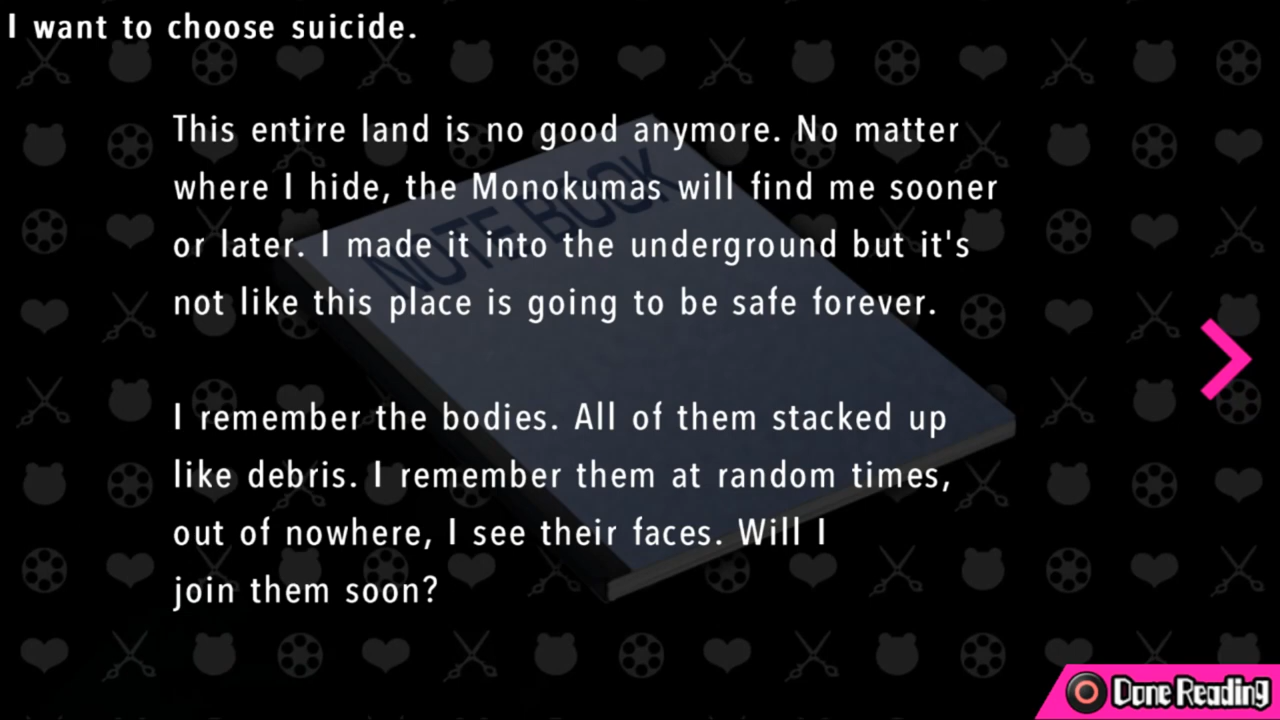 I want to choose suicide.
This entire land is no good anymore. No matter
where I hide, the Monokumas will find me sooner
or later. I made it into the underground but it's
not like this place is going to be safe forever.
I remember the bodies. All of them stacked up
like debris. I remember them at random times,
out of nowhere, I see their faces. Will I
join them soon?
NOTE BOOK
Done Reading